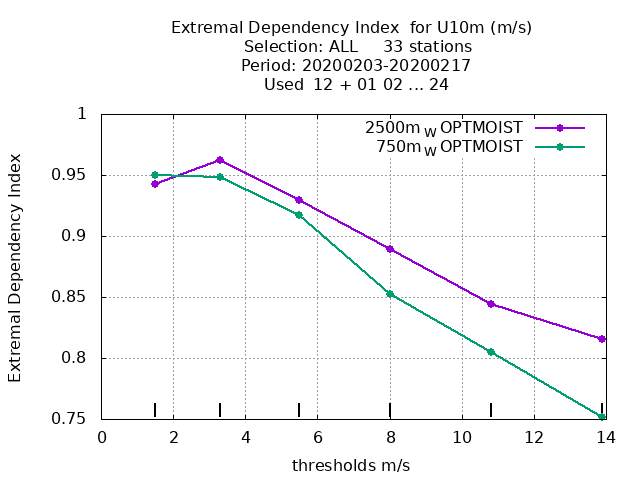 Extremal Dependency Index  for U10m (m/s)
Selection: ALL     33 stations
Period: 20200203-20200217
Used  12 + 01 02 ... 24
2500m W OPTMOIST
750m W OPTMOIST
1
0.95
0.9
0.85
0.8
0.75
Extremal Dependency Index
0 2 4 6 8 10 12 14
thresholds m/s